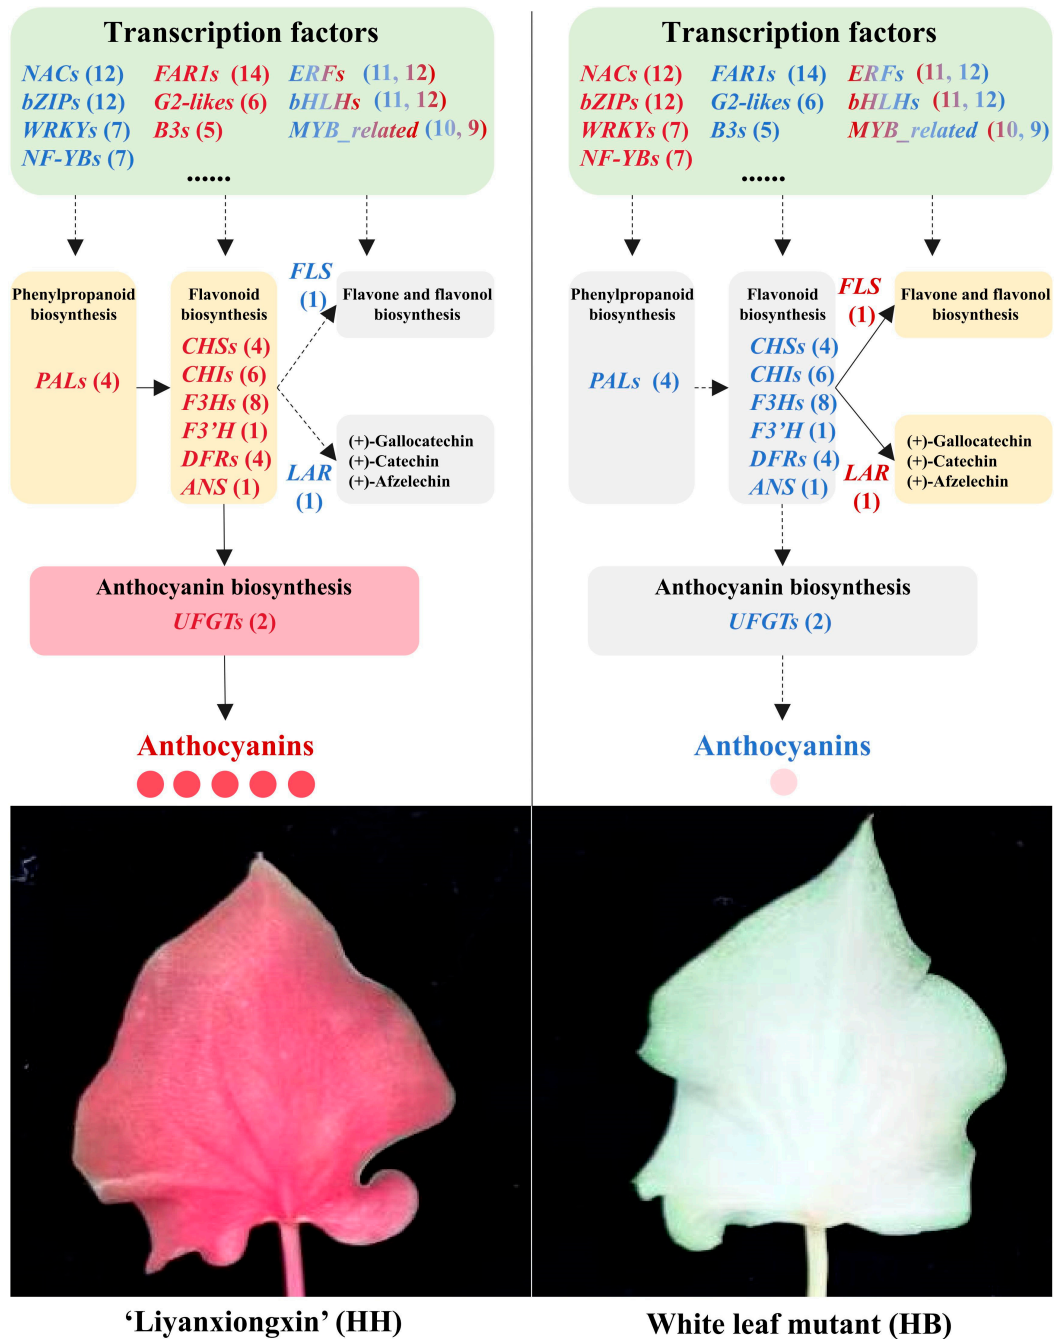 Transcription factors
NACs (12) FAR1s (14) ERFs (11, 12)
bZIPs (12) G2-likes (6) bHLHs (11, 12)
WRKYs (7) B3s (5) MYB_related (10, 9)
NF-YBs (7)
......
Phenylpropanoid
biosynthesis
PALs (4)
Flavonoid
biosynthesis
CHSs (4)
CHIs (6)
F3Hs (8)
F3’H (1)
DFRs (4)
ANS (1)
FLS
(1)
Flavone and flavonol
biosynthesis
LAR
(1)
(+)-Gallocatechin
(+)-Catechin
(+)-Afzelechin
Anthocyanin biosynthesis
UFGTs (2)
Anthocyanins
‘Liyanxiongxin’ (HH)
Transcription factors
NACs (12) FAR1s (14) ERFs (11, 12)
bZIPs (12) G2-likes (6) bHLHs (11, 12)
WRKYs (7) B3s (5) MYB_related (10, 9)
NF-YBs (7)
......
Phenylpropanoid
biosynthesis
PALs (4)
Flavonoid
biosynthesis
CHSs (4)
CHIs (6)
F3Hs (8)
F3’H (1)
DFRs (4)
ANS (1)
FLS
(1)
Flavone and flavonol
biosynthesis
LAR
(1)
(+)-Gallocatechin
(+)-Catechin
(+)-Afzelechin
Anthocyanin biosynthesis
UFGTs (2)
Anthocyanins
White leaf mutant (HB)